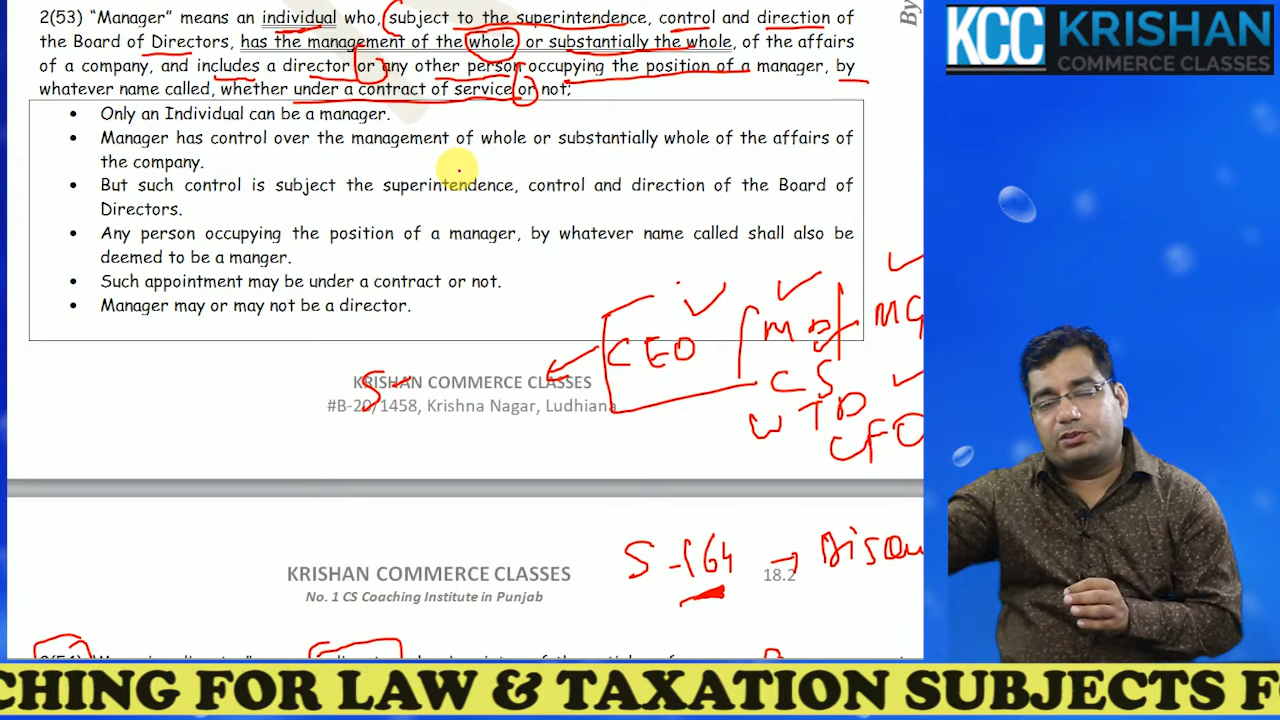 2(53) “Manager” means an individual who, subject to the superintendence, control and direction of
the Board of Directors, has the management of the whole, or substantially the whole, of the affairs
of a company, and includes a director or any other person occupying the position of a manager, by
whatever name called, whether under a contract of service or not;
• Only an Individual can be a manager.
• Manager has control over the management of whole or substantially whole of the affairs of
the company.
• But such control is subject the superintendence, control and direction of the Board of
Directors.
• Any person occupying the position of a manager, by whatever name called shall also be
deemed to be a manger.
• Such appointment may be under a contract or not.
• Manager may or may not be a director.
By
KCC KRISHAN
COMMERCE CLASSES
CEO
MD
MG
CS
WTD
CFO
S-
KRISHAN COMMERCE CLASSES
#B-20/1458, Krishna Nagar, Ludhiana
S-164 → Disqu
KRISHAN COMMERCE CLASSES
18.2
No. 1 CS Coaching Institute in Punjab
CHING FOR LAW & TAXATION SUBJECTS F